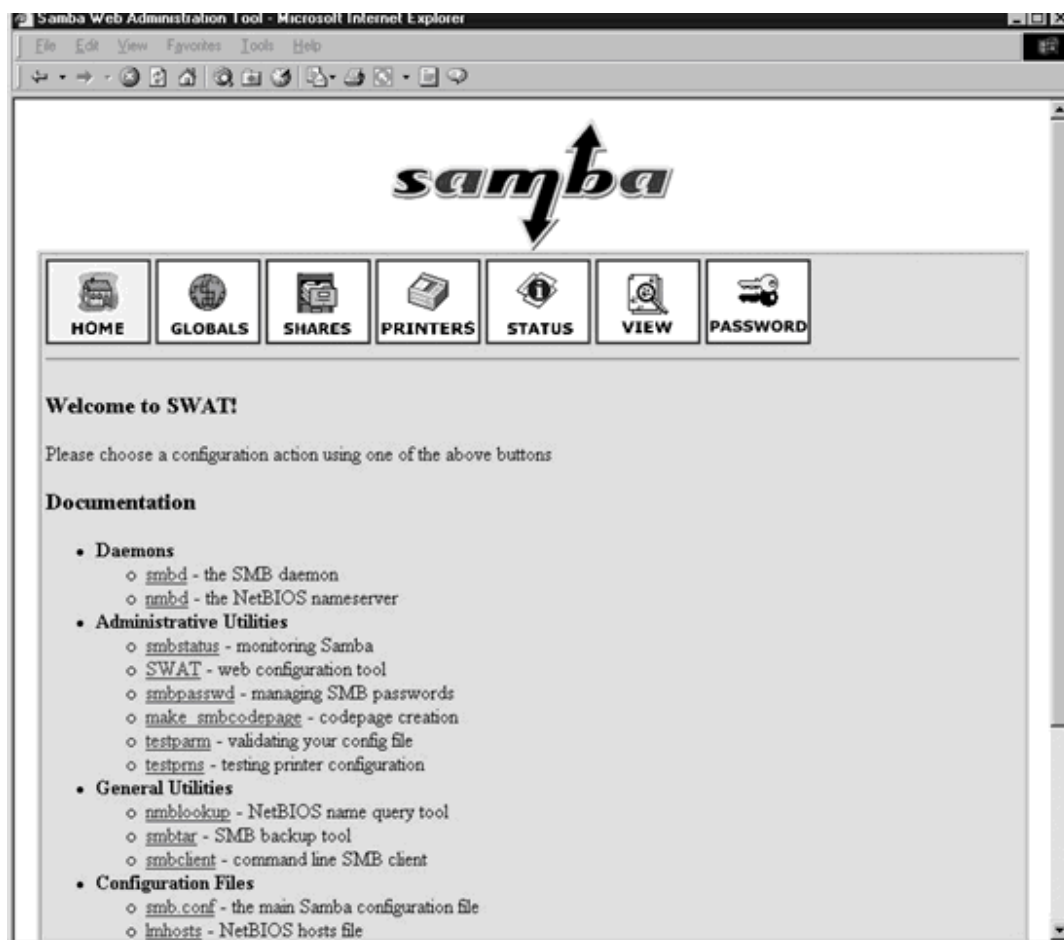 Samba Web Administration Tool - Microsoft Internet Explorer
File Edit View Favorites Tools Help
samba
HOME GLOBALS SHARES PRINTERS STATUS VIEW PASSWORD
Welcome to SWAT!
Please choose a configuration action using one of the above buttons
Documentation
• Daemons
o smbd - the SMB daemon
o nmbd - the NetBIOS nameserver
• Administrative Utilities
o smbstatus - monitoring Samba
o SWAT - web configuration tool
o smbpasswd - managing SMB passwords
o make_smbcodepage - codepage creation
o testparm - validating your config file
o testprns - testing printer configuration
• General Utilities
o nmblookup - NetBIOS name query tool
o smbtar - SMB backup tool
o smbclient - command line SMB client
• Configuration Files
o smb.conf - the main Samba configuration file
o lmhosts - NetBIOS hosts file